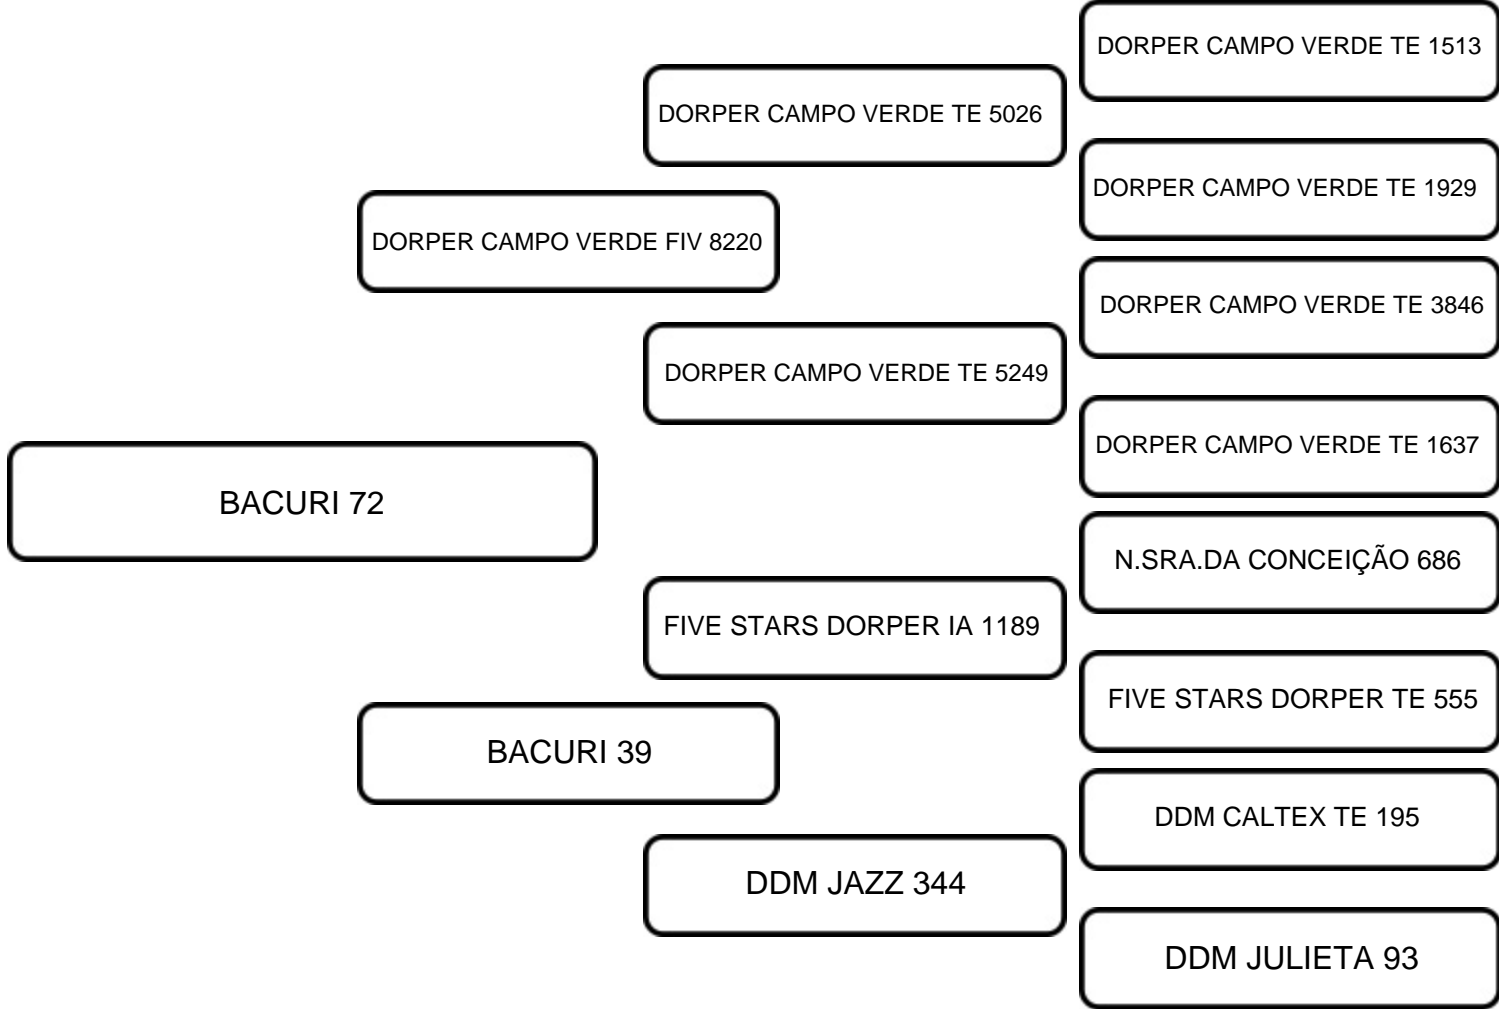 DORPER CAMPO VERDE TE 1513
DORPER CAMPO VERDE TE 5026
DORPER CAMPO VERDE TE 1929
DORPER CAMPO VERDE FIV 8220
DORPER CAMPO VERDE TE 3846
DORPER CAMPO VERDE TE 5249
DORPER CAMPO VERDE TE 1637
BACURI 72
N.SRA.DA CONCEIÇÃO 686
FIVE STARS DORPER IA 1189
FIVE STARS DORPER TE 555
BACURI 39
DDM CALTEX TE 195
DDM JAZZ 344
DDM JULIETA 93